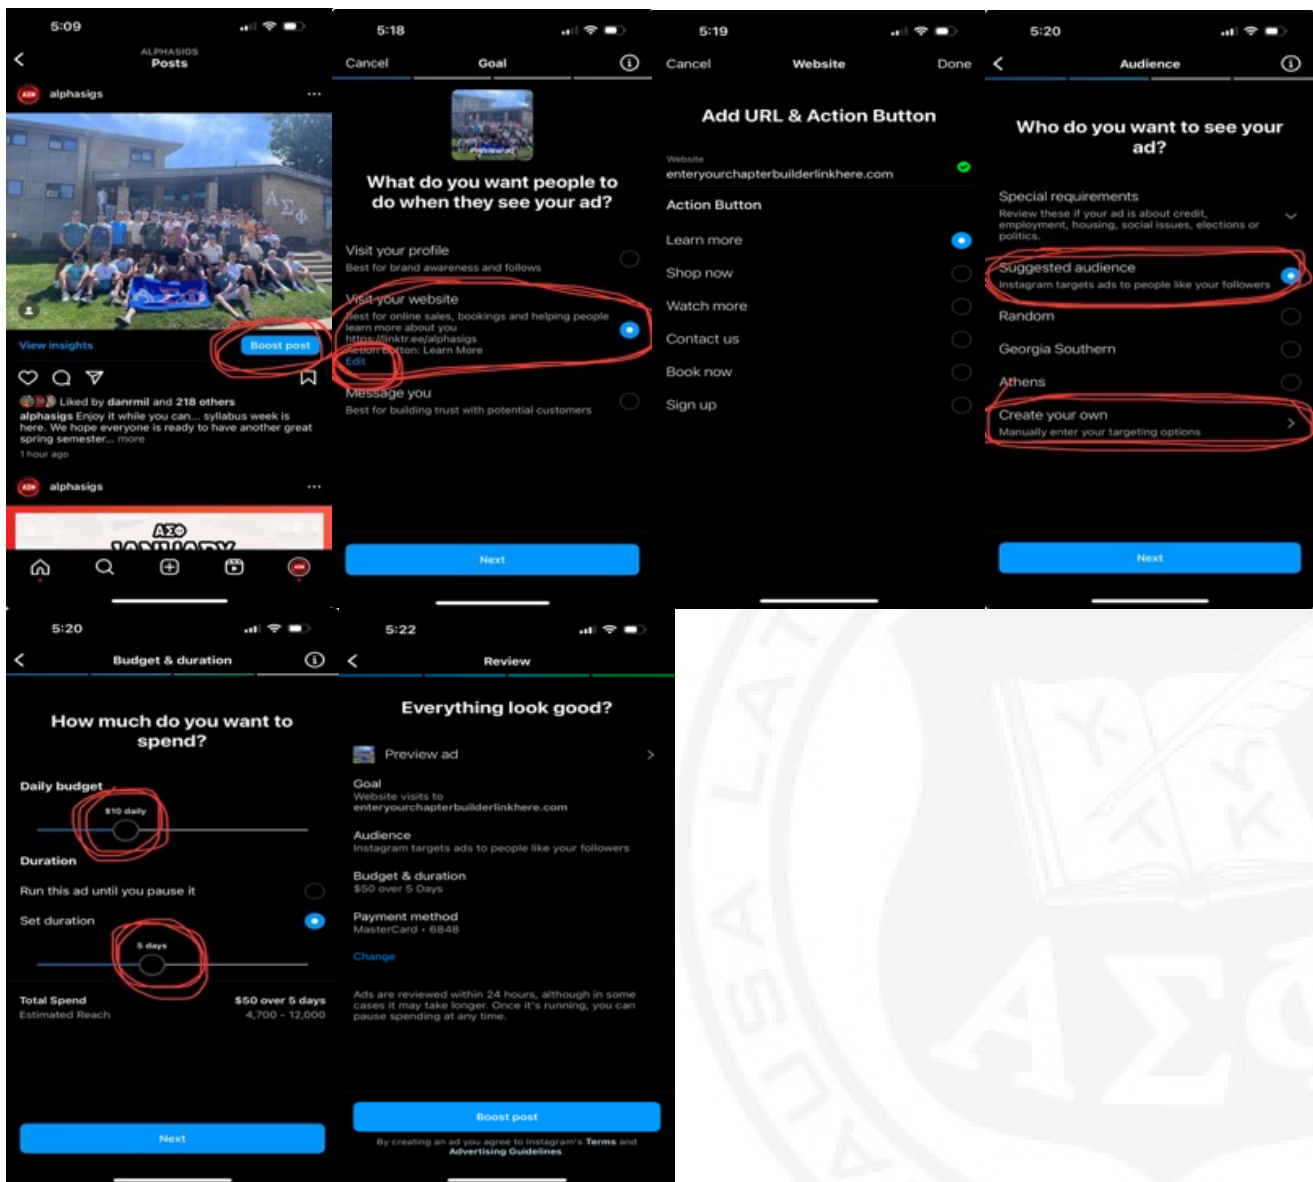 5:09
ALPHASIGS
Posts
alphasigs
ΑΣΦ
ΑΣΦ
View insights
Boost post
Liked by danrmil and 218 others
alphasigs Enjoy it while you can... syllabus week is
here. We hope everyone is ready to have another great
spring semester... more
1 hour ago
alphasigs
ΑΣΦ
JANUARY
5:18
Cancel
Goal
Preview ad
What do you want people to
do when they see your ad?
Visit your profile
Best for brand awareness and follows
Visit your website
Best for online sales, bookings and helping people
learn more about you
https://linktr.ee/alphasigs
Action Button: Learn More
Edit
Message you
Best for building trust with potential customers
Next
5:19
Cancel
Website
Done
Add URL & Action Button
Website
enteryourchapterbuilderlinkhere.com
Action Button
Learn more
Shop now
Watch more
Contact us
Book now
Sign up
5:20
Audience
Who do you want to see your
ad?
Special requirements
Review these if your ad is about credit,
employment, housing, social issues, elections or
politics.
Suggested audience
Instagram targets ads to people like your followers
Random
Georgia Southern
Athens
Create your own
Manually enter your targeting options
Next
5:20
Budget & duration
How much do you want to
spend?
Daily budget
$10 daily
Duration
Run this ad until you pause it
Set duration
5 days
Total Spend
$50 over 5 days
Estimated Reach
4,700 - 12,000
Next
5:22
Review
Everything look good?
Preview ad
Goal
Website visits to
enteryourchapterbuilderlinkhere.com
Audience
Instagram targets ads to people like your followers
Budget & duration
$50 over 5 Days
Payment method
MasterCard • 6848
Change
Ads are reviewed within 24 hours, although in some
cases it may take longer. Once it's running, you can
pause spending at any time.
Boost post
By creating an ad you agree to Instagram's Terms and
Advertising Guidelines.
ΑΣΦ